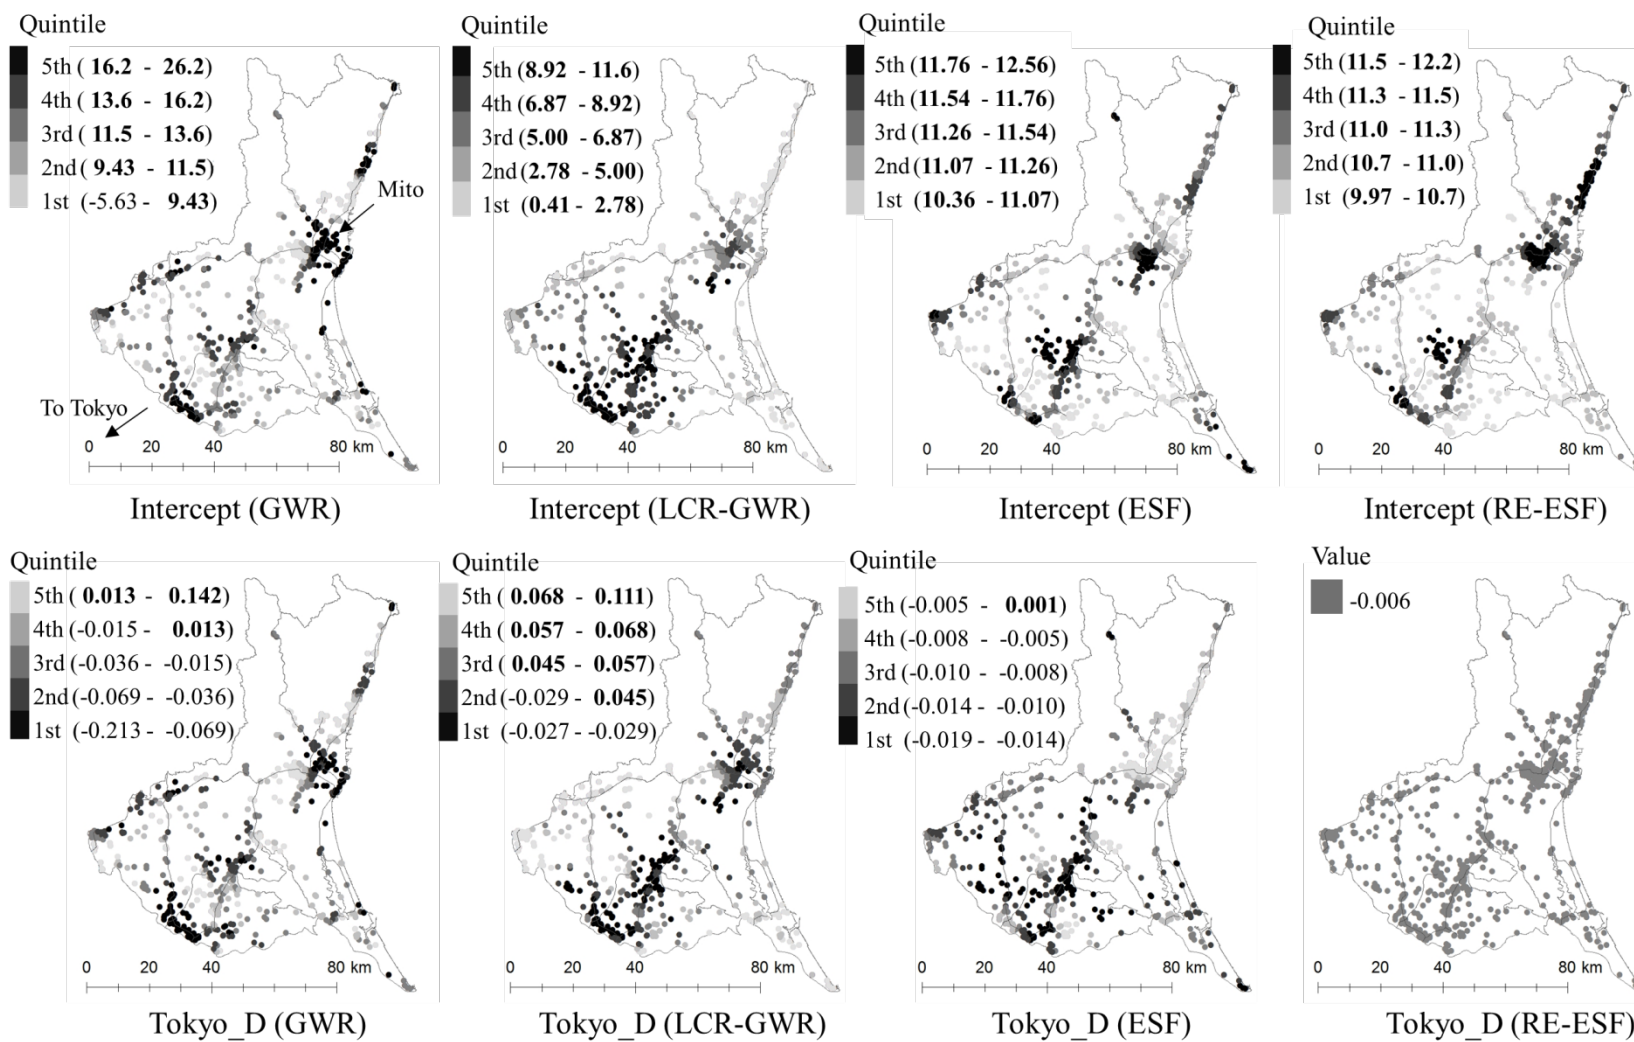 Quintile
5th ( 16.2 - 26.2)
4th ( 13.6 - 16.2)
3rd ( 11.5 - 13.6)
2nd ( 9.43 - 11.5)
1st (-5.63 - 9.43)
Mito
To Tokyo
0 20 40 80 km
Intercept (GWR)
Quintile
5th (8.92 - 11.6)
4th (6.87 - 8.92)
3rd (5.00 - 6.87)
2nd (2.78 - 5.00)
1st (0.41 - 2.78)
0 20 40 80 km
Intercept (LCR-GWR)
Quintile
5th (11.76 - 12.56)
4th (11.54 - 11.76)
3rd (11.26 - 11.54)
2nd (11.07 - 11.26)
1st (10.36 - 11.07)
0 20 40 80 km
Intercept (ESF)
Quintile
5th (11.5 - 12.2)
4th (11.3 - 11.5)
3rd (11.0 - 11.3)
2nd (10.7 - 11.0)
1st (9.97 - 10.7)
0 20 40 80 km
Intercept (RE-ESF)
Quintile
5th ( 0.013 - 0.142)
4th (-0.015 - 0.013)
3rd (-0.036 - -0.015)
2nd (-0.069 - -0.036)
1st (-0.213 - -0.069)
0 20 40 80 km
Tokyo_D (GWR)
Quintile
5th ( 0.068 - 0.111)
4th ( 0.057 - 0.068)
3rd ( 0.045 - 0.057)
2nd (-0.029 - 0.045)
1st (-0.027 - -0.029)
0 20 40 80 km
Tokyo_D (LCR-GWR)
Quintile
5th (-0.005 - 0.001)
4th (-0.008 - -0.005)
3rd (-0.010 - -0.008)
2nd (-0.014 - -0.010)
1st (-0.019 - -0.014)
0 20 40 80 km
Tokyo_D (ESF)
Value
-0.006
0 20 40 80 km
Tokyo_D (RE-ESF)